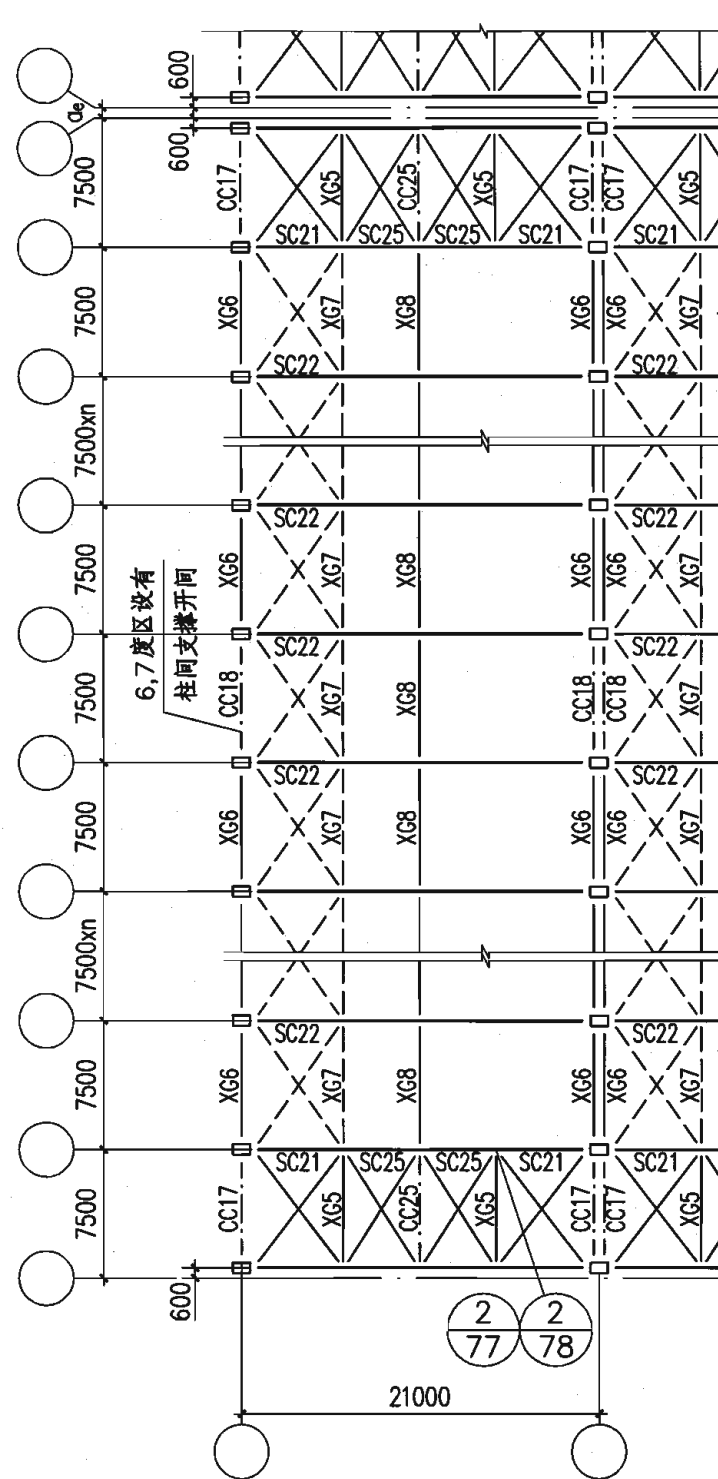 600
ae
600
7500
CC17
XG5
CC25
XG5
CC17
CC17
XG5
SC21
SC25
SC25
SC21
SC21
7500
XG6
XG7
XG8
XG6
XG6
XG7
SC22
SC22
7500xn
SC22
SC22
7500
XG6
XG7
XG8
XG6
XG6
XG7
6,7度区设有
柱间支撑开间
SC22
SC22
7500
CC18
XG7
XG8
CC18
CC18
XG7
SC22
SC22
7500
XG6
XG7
XG8
XG6
XG6
XG7
7500xn
SC22
SC22
7500
XG6
XG7
XG8
XG6
XG6
XG7
SC21
SC25
SC25
SC21
SC21
7500
CC17
XG5
CC25
XG5
CC17
CC17
XG5
600
2
77
2
78
21000